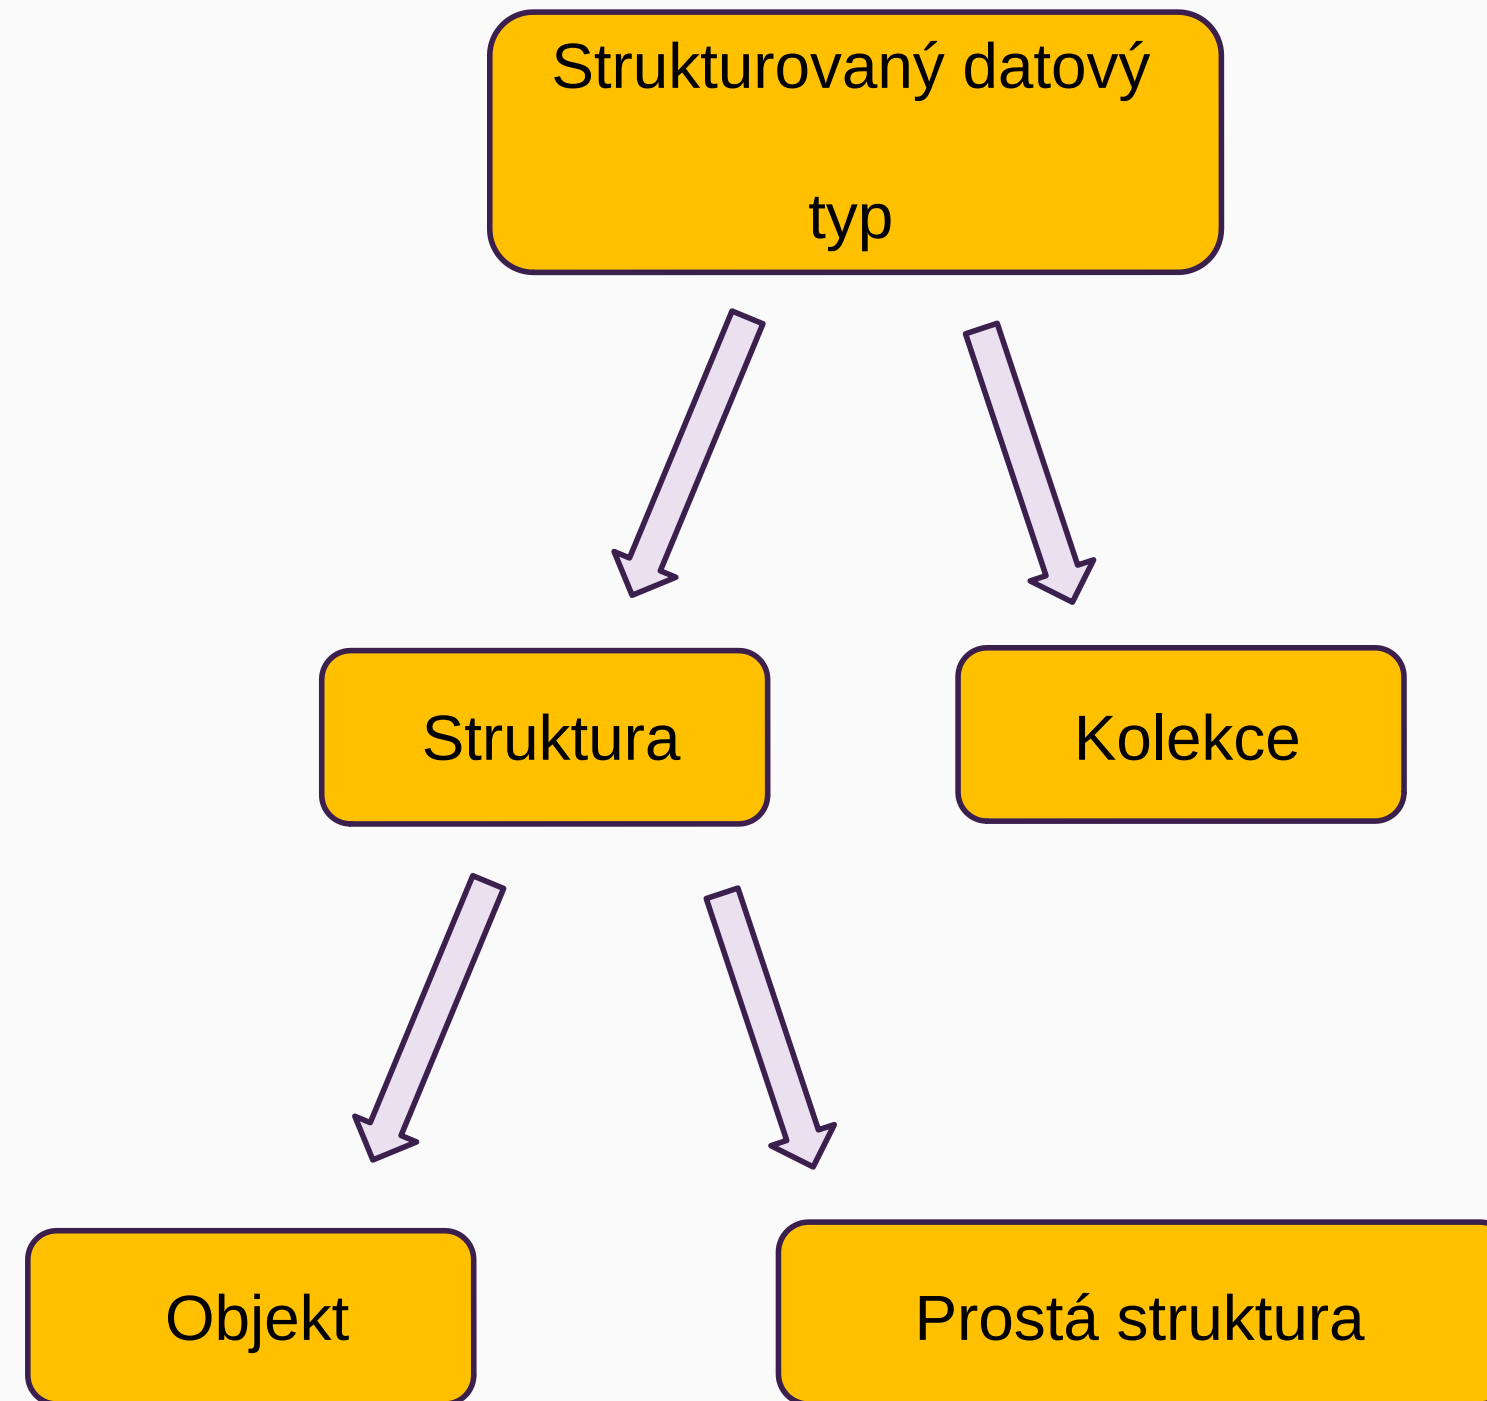 Strukturovaný datový
typ
Struktura
Kolekce
Objekt
Prostá struktura